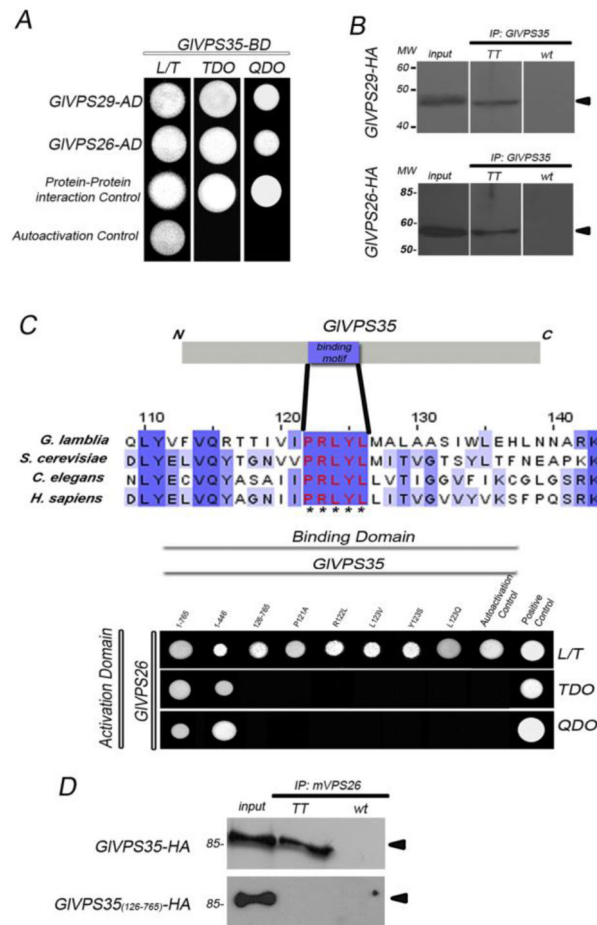 A
GlVPS35-BD
L/T TDO QDO
GlVPS29-AD
GlVPS26-AD
Protein-Protein
interaction Control
Autoactivation Control
B
IP: GlVPS35
MW input TT wt
GlVPS29-HA
60-
50-
40-
IP: GlVPS35
MW input TT wt
GlVPS26-HA
85-
60-
50-
C
GlVPS35
N C
binding
motif
110 120 130 140
G. lamblia QLYVFVQRTTIVIPRLYLMALAASIWLEHLNNARK
S. cerevisiae DLYELVQYTGNVVPRLYLMITVGTSYLTFNEAPKK
C. elegans NLYECVQYASAIIPRLYLLVTIGGVFIKCGLGSRK
H. sapiens DLYELVQYAGNIIPRLYLLITVGVVYVKSFPQSRK
* * * * *
Binding Domain
GlVPS35
1-765 1-446 126-765 P121A R122L L123V Y123S L123Q Autoactivation Control Positive Control
Activation Domain
GlVPS26
L/T
TDO
QDO
D
IP: mVPS26
input TT wt
GlVPS35-HA 85-
GlVPS35(126-765)-HA 85-